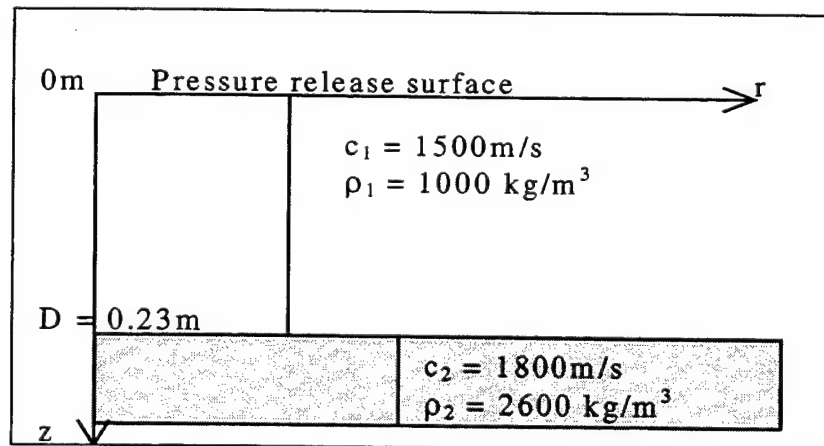 0m Pressure release surface r
c₁ = 1500m/s
ρ₁ = 1000 kg/m³
D = 0.23m
c₂ = 1800m/s
ρ₂ = 2600 kg/m³
z